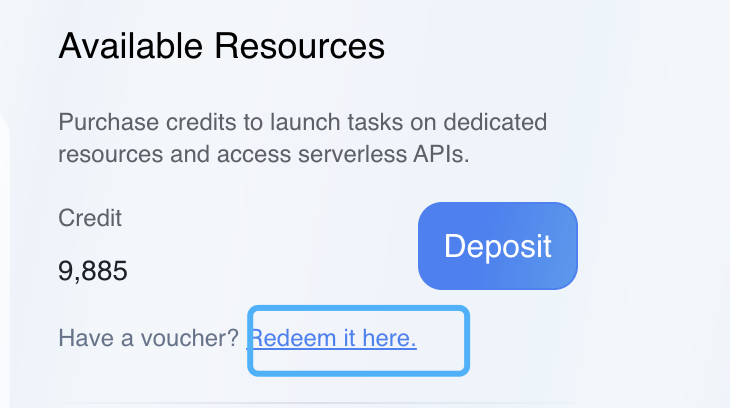 Available Resources
Purchase credits to launch tasks on dedicated
resources and access serverless APIs.
Credit
Deposit
9,885
Have a voucher? Redeem it here.